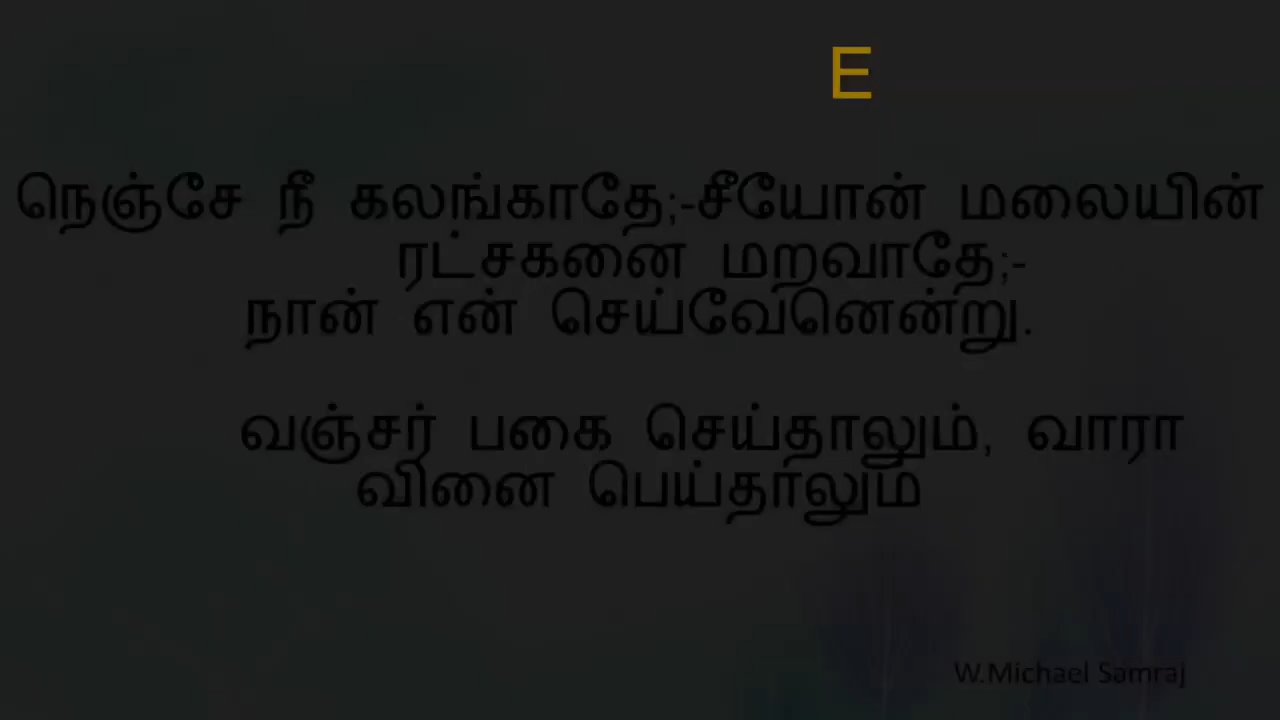 E
நெஞ்சே நீ கலங்காதே;-சீயோன் மலையின்
ரட்சகனை மறவாதே;-
நான் என் செய்வேனென்று.
வஞ்சர் பகை செய்தாலும், வாரா
வினை பெய்தாலும்
W.Michael Samraj